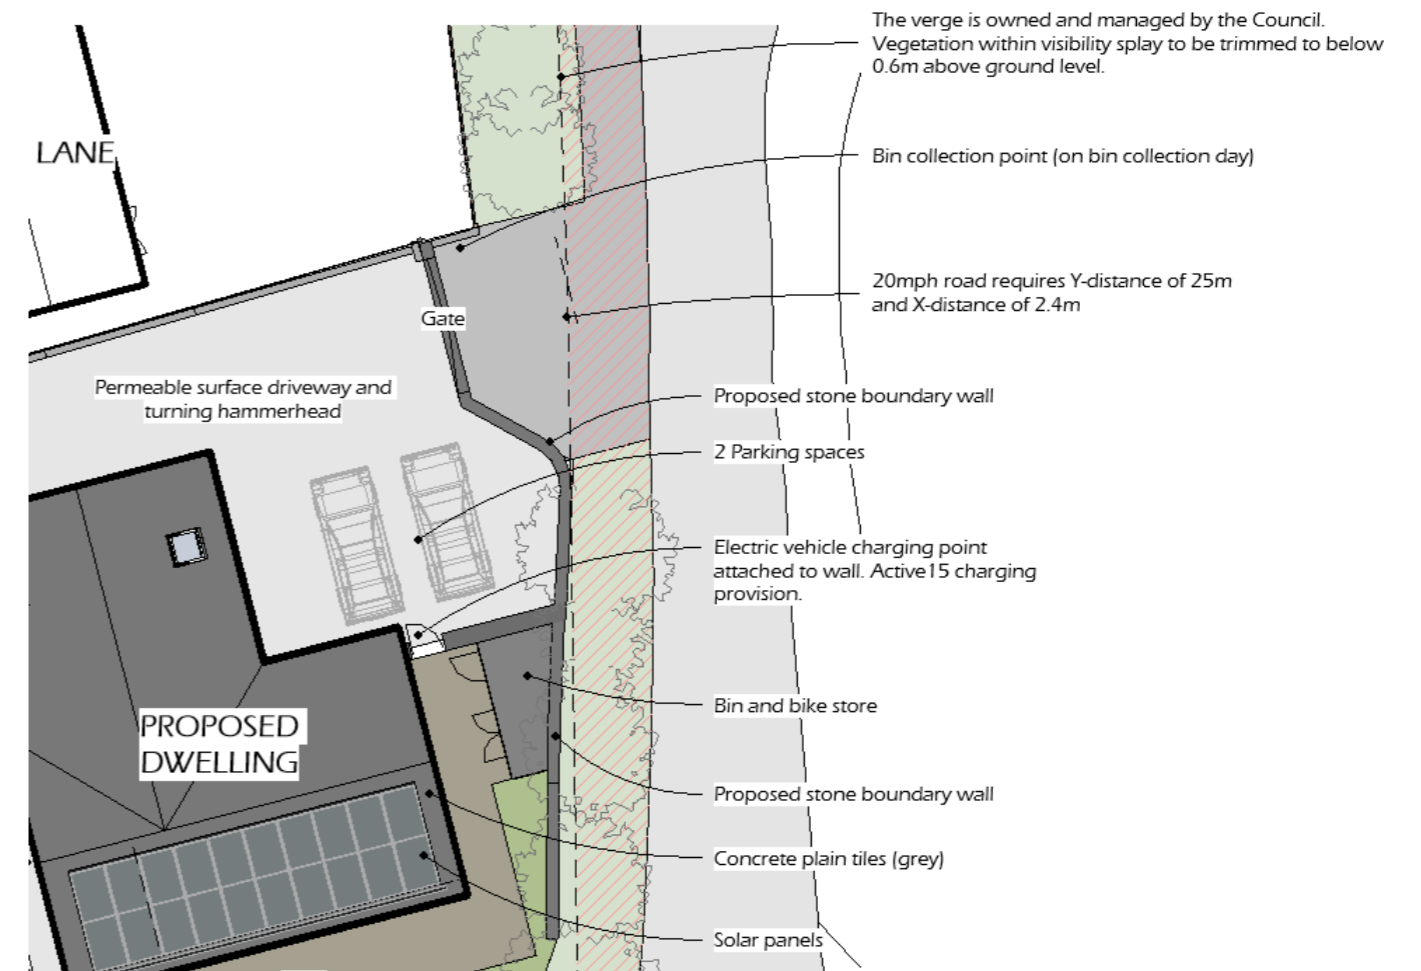 The verge is owned and managed by the Council.
Vegetation within visibility splay to be trimmed to below
0.6m above ground level.
LANE
Bin collection point (on bin collection day)
20mph road requires Y-distance of 25m
and X-distance of 2.4m
Gate
Permeable surface driveway and
turning hammerhead
Proposed stone boundary wall
2 Parking spaces
Electric vehicle charging point
attached to wall. Active15 charging
provision.
Bin and bike store
PROPOSED
DWELLING
Proposed stone boundary wall
Concrete plain tiles (grey)
Solar panels